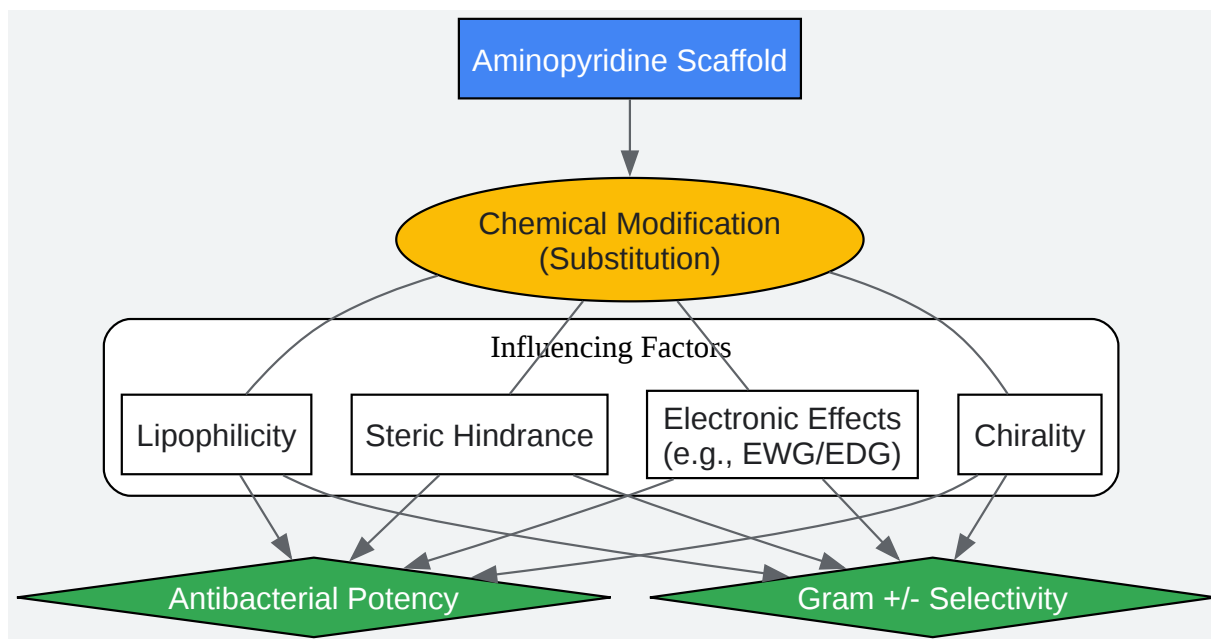 Aminopyridine Scaffold
Chemical Modification
(Substitution)
Influencing Factors
Lipophilicity
Steric Hindrance
Electronic Effects
(e.g., EWG/EDG)
Chirality
Antibacterial Potency
Gram +/- Selectivity